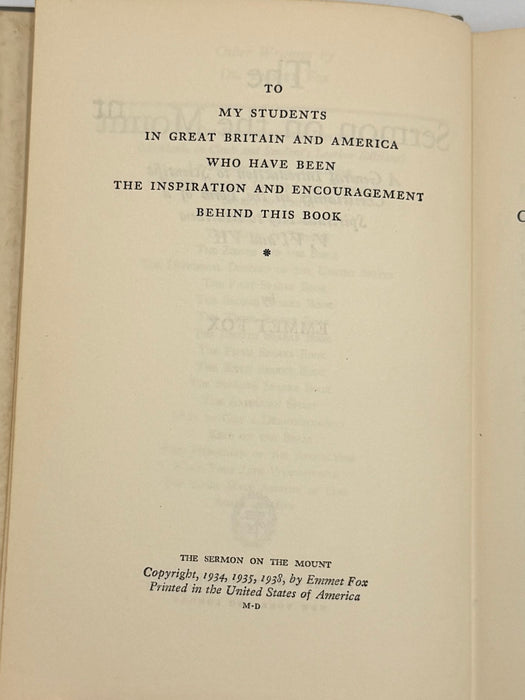 TO
MY STUDENTS
IN GREAT BRITAIN AND AMERICA
WHO HAVE BEEN
THE INSPIRATION AND ENCOURAGEMENT
BEHIND THIS BOOK
*
THE SERMON ON THE MOUNT
Copyright, 1934, 1935, 1938, by Emmet Fox
Printed in the United States of America
M-D